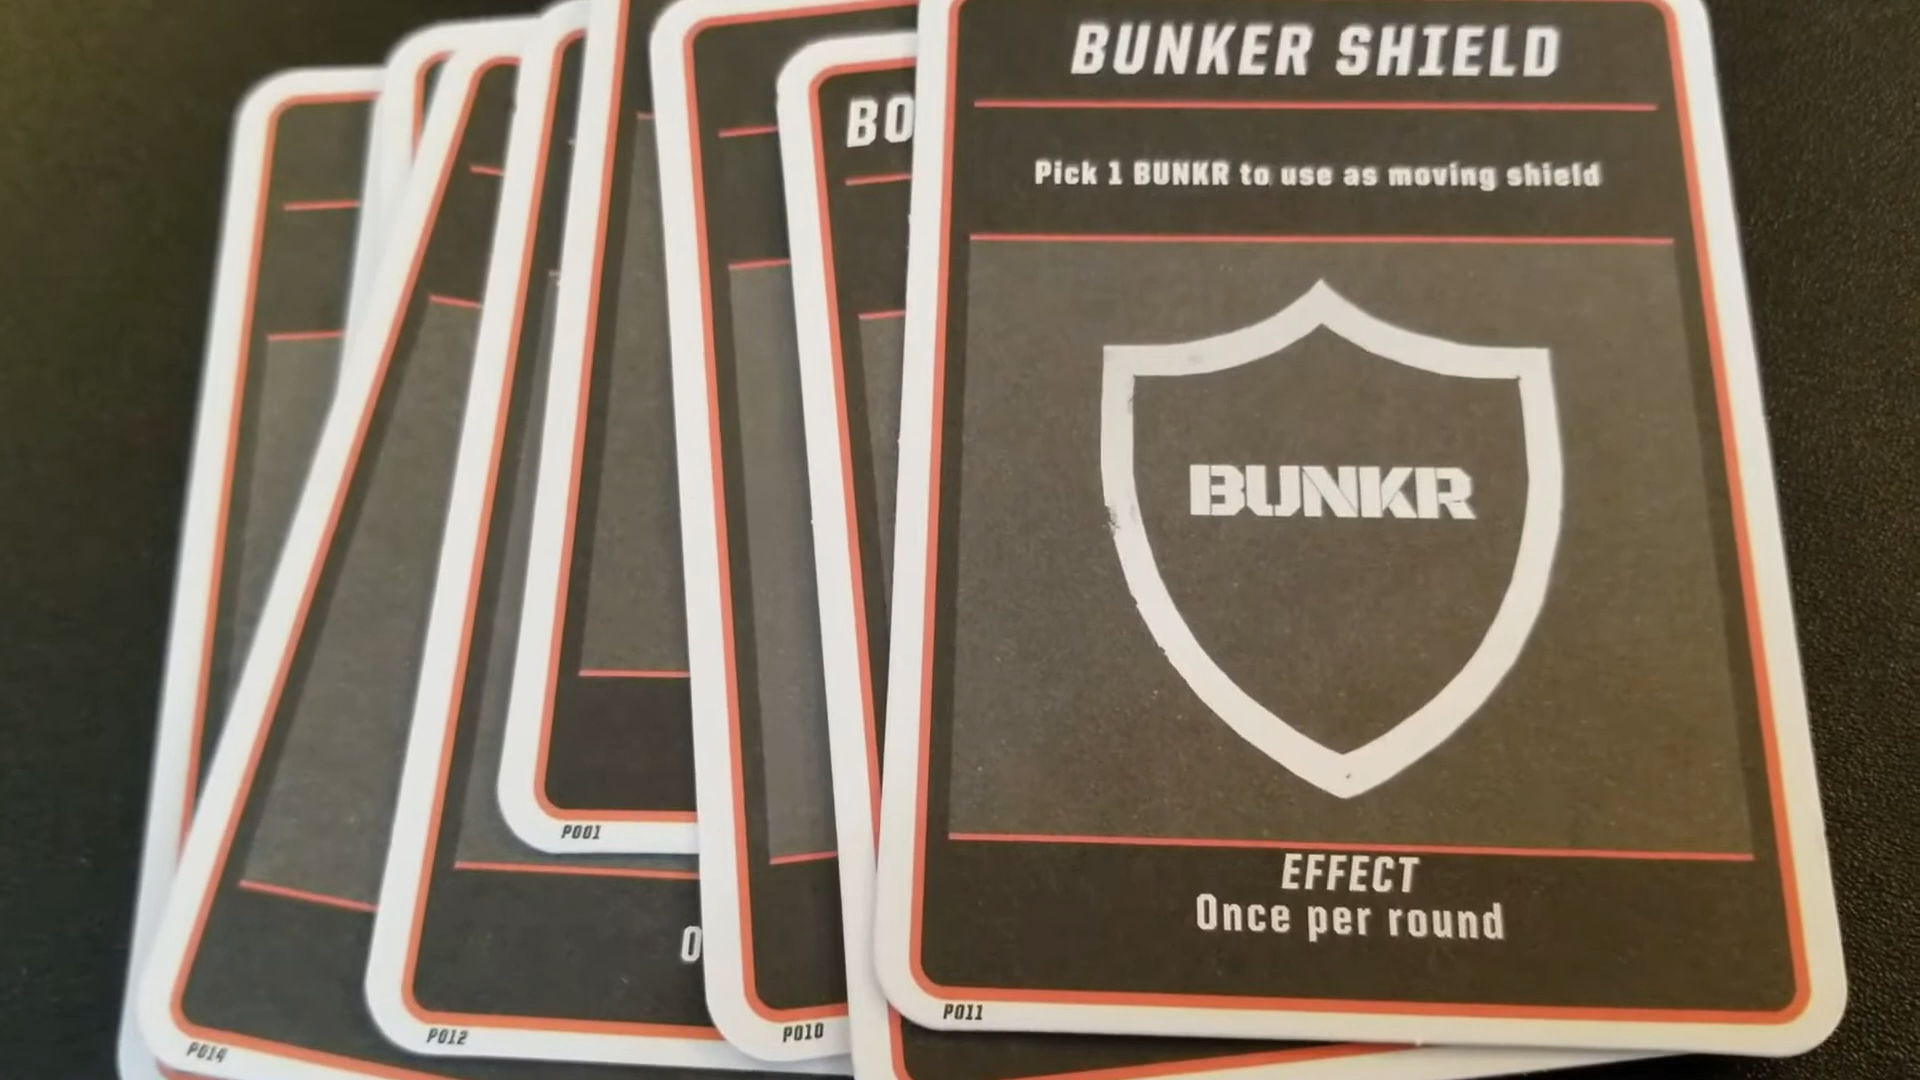 BUNKER SHIELD
Pick 1 BUNKR to use as moving shield
BUNKR
EFFECT
Once per round
P011
BO
P010
P001
O
P012
P014